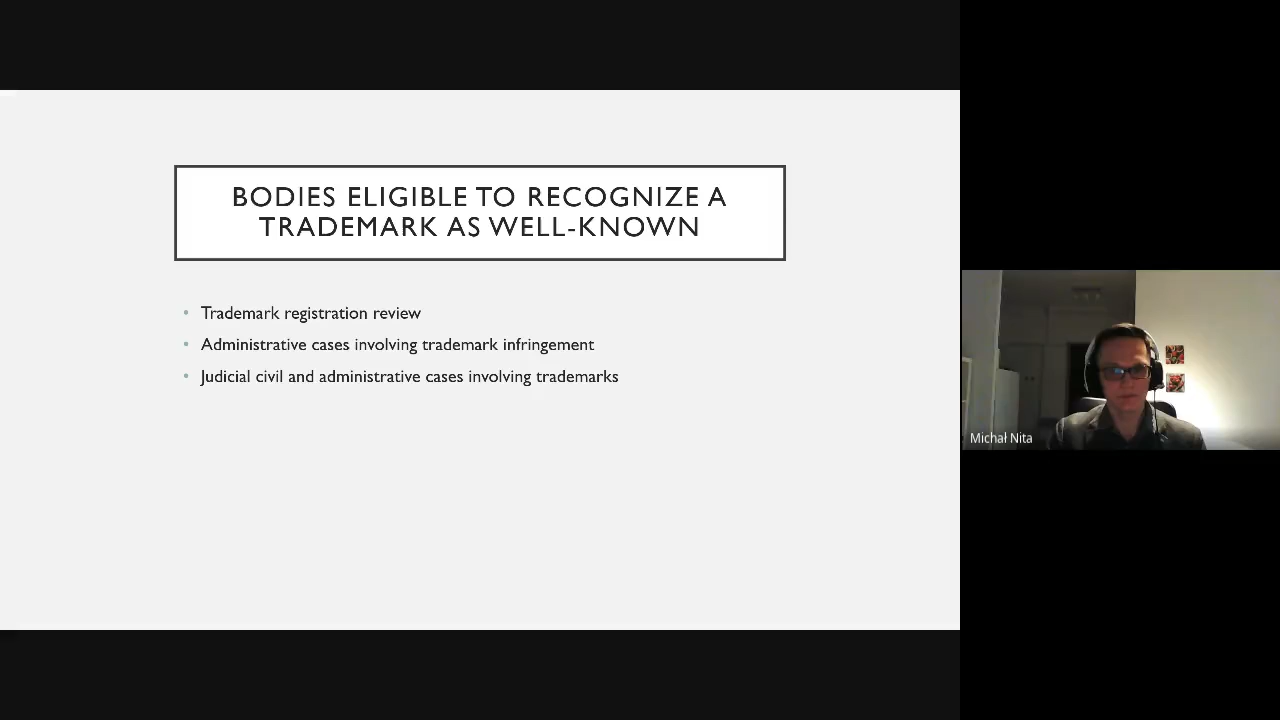 BODIES ELIGIBLE TO RECOGNIZE A
TRADEMARK AS WELL-KNOWN
• Trademark registration review
• Administrative cases involving trademark infringement
• Judicial civil and administrative cases involving trademarks
Michał Nita